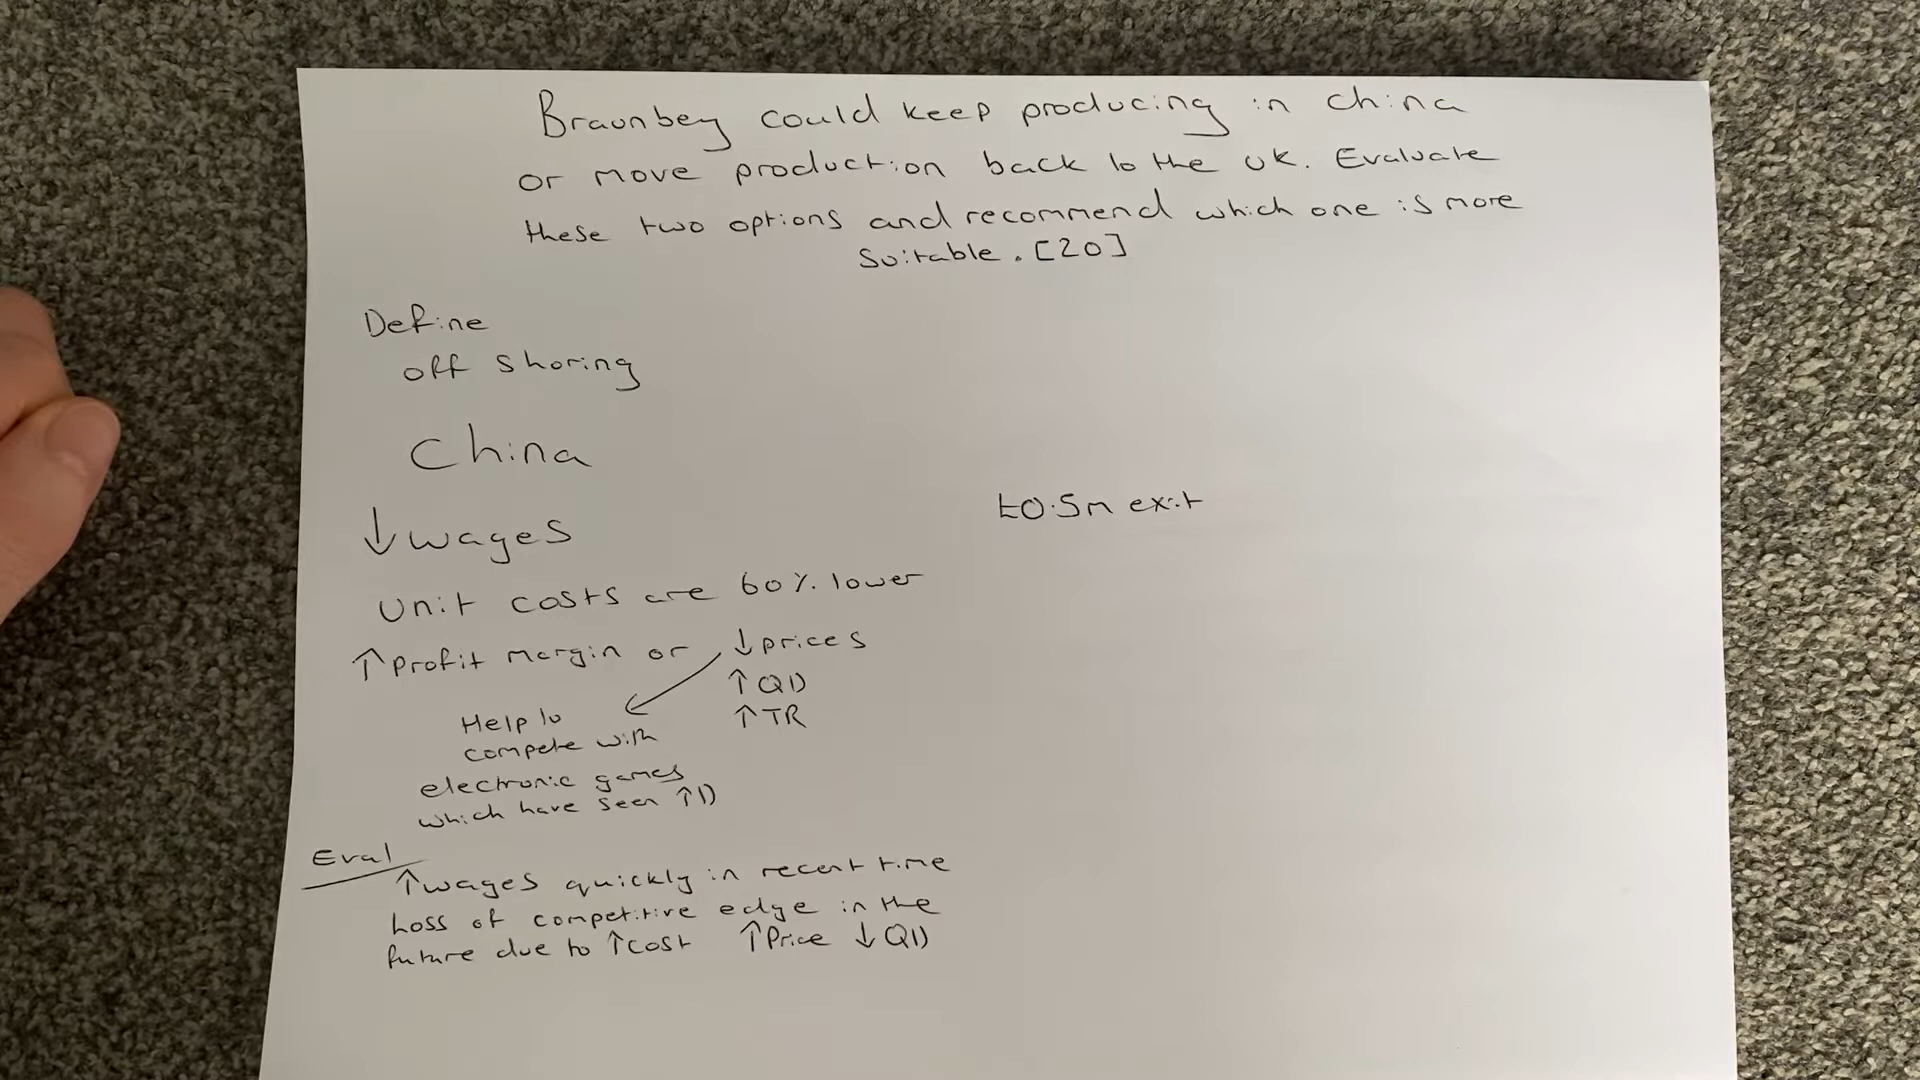 Braunbey could keep producing in china
or move production back to the UK. Evaluate
these two options and recommend which one is more
suitable. [20]
Define
off shoring
China
↓ wages
£0.5m exit
Unit costs are 60% lower
↑ profit margin or ↓ prices
↑ QD
↑ TR
Help to
compete with
electronic games
which have seen ↑D
Eval
↑ wages quickly in recent time
Loss of competitive edge in the
future due to ↑ cost ↑ Price ↓ QD